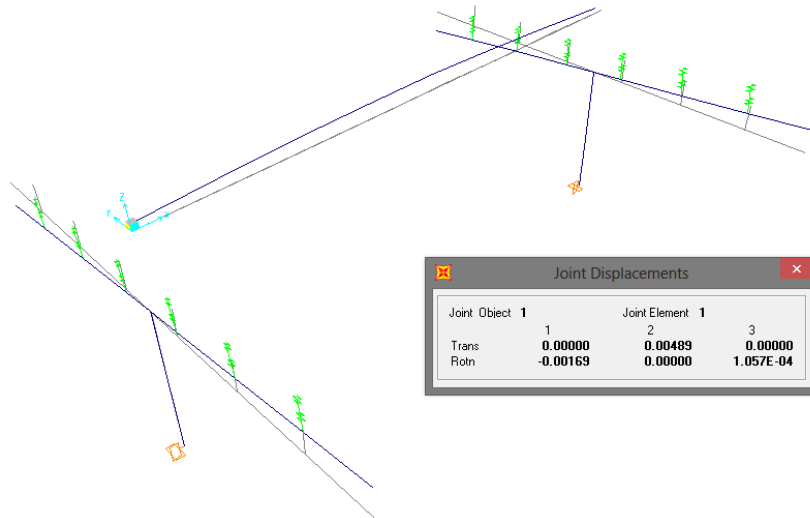 Z
Y
X
Joint Displacements
Joint Object 1 Joint Element 1
1 2 3
Trans 0.00000 0.00489 0.00000
Rotn -0.00169 0.00000 1.057E-04